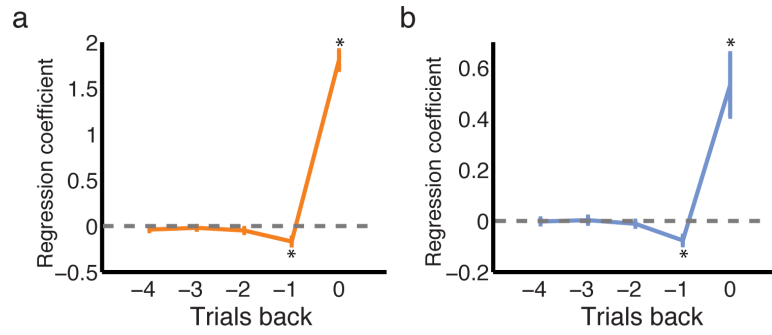 a
Regression coefficient
2
1.5
1
0.5
0
−0.5
*
*
−4 −3 −2 −1 0
Trials back
b
Regression coefficient
0.6
0.4
0.2
0
−0.2
*
*
−4 −3 −2 −1 0
Trials back